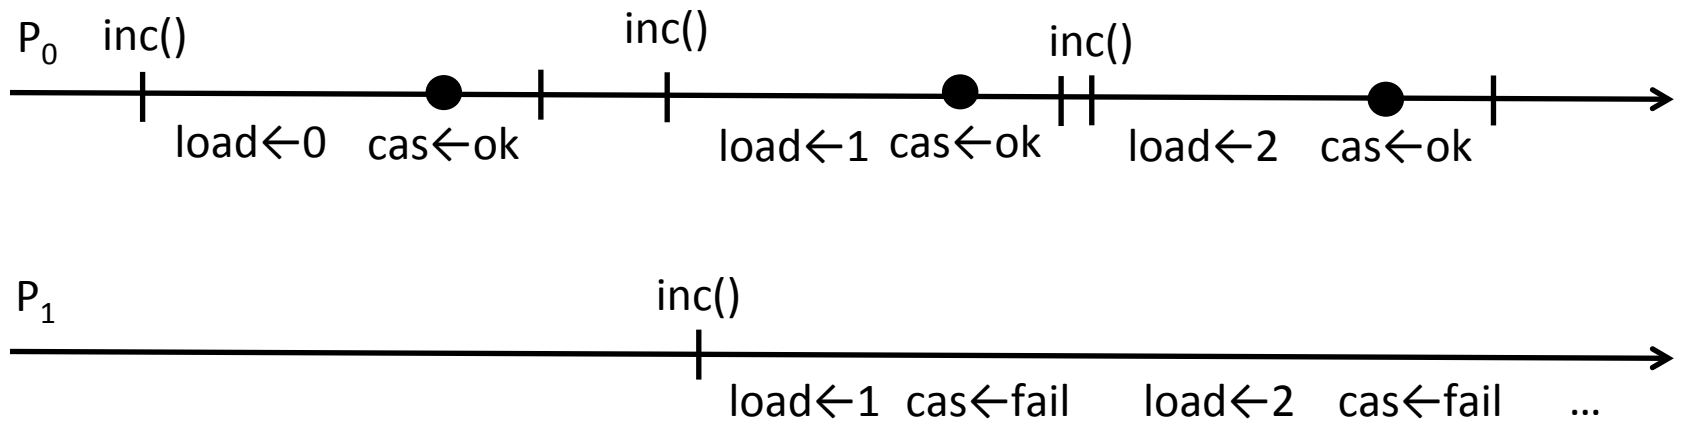 P₀ inc() inc() inc()
load←0 cas←ok load←1 cas←ok load←2 cas←ok
P₁ inc()
load←1 cas←fail load←2 cas←fail ...